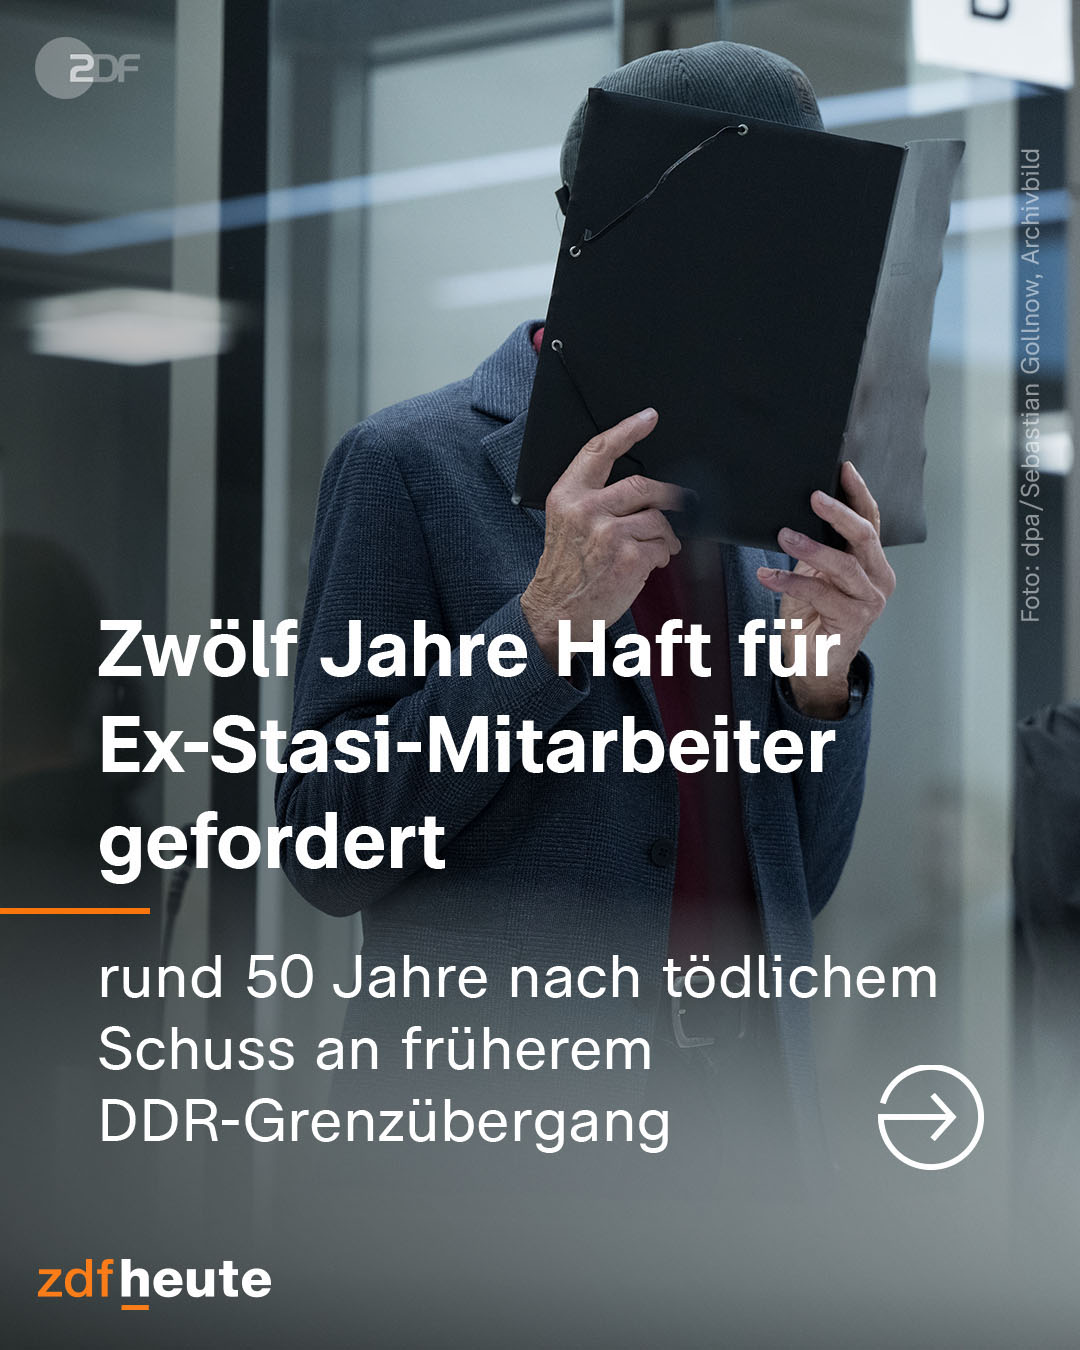 ZDF
Foto: dpa/Sebastian Gollnow, Archivbild
Zwölf Jahre Haft für
Ex-Stasi-Mitarbeiter
gefordert
rund 50 Jahre nach tödlichem
Schuss an früherem
DDR-Grenzübergang
zdfheute